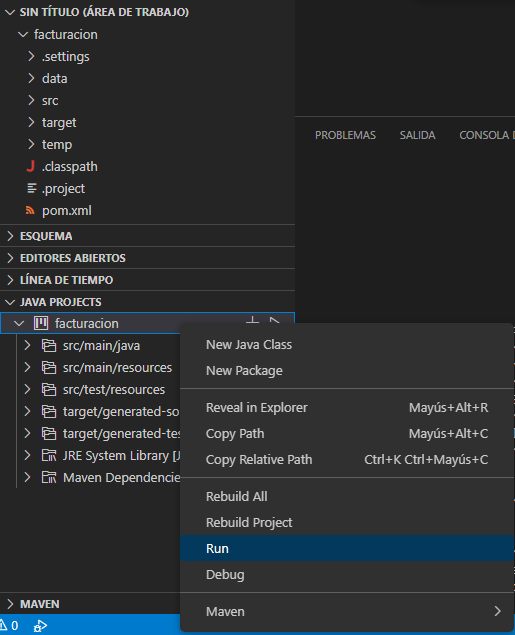 SIN TÍTULO (ÁREA DE TRABAJO)
facturacion
.settings
data
src
target
temp
.classpath
.project
pom.xml
ESQUEMA
EDITORES ABIERTOS
LÍNEA DE TIEMPO
JAVA PROJECTS
facturacion
src/main/java
src/main/resources
src/test/resources
target/generated-so
target/generated-te
JRE System Library [J
Maven Dependencie
MAVEN
0
PROBLEMAS SALIDA CONSOLA D
New Java Class
New Package
Reveal in Explorer Mayús+Alt+R
Copy Path Mayús+Alt+C
Copy Relative Path Ctrl+K Ctrl+Mayús+C
Rebuild All
Rebuild Project
Run
Debug
Maven